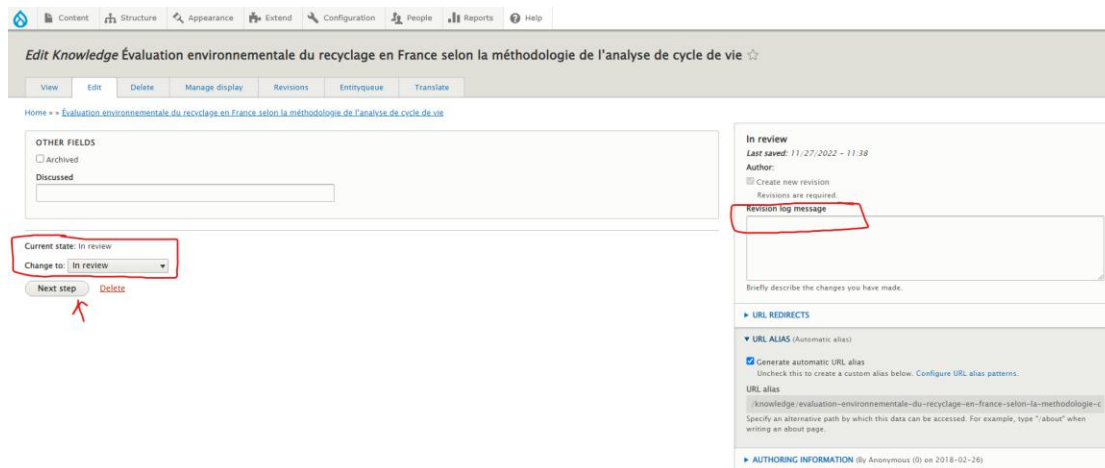 Content Structure Appearance Extend Configuration People Reports Help
Edit Knowledge Évaluation environnementale du recyclage en France selon la méthodologie de l'analyse de cycle de vie
View Edit Delete Manage display Revisions Entityqueue Translate
Home » » Évaluation environnementale du recyclage en France selon la méthodologie de l'analyse de cycle de vie
OTHER FIELDS
Archived
Discussed
Current state: In review
Change to: In review
Next step Delete
In review
Last saved: 11/27/2022 - 11:38
Author:
Create new revision
Revisions are required.
Revision log message
Briefly describe the changes you have made.
URL REDIRECTS
URL ALIAS (Automatic alias)
Generate automatic URL alias
Uncheck this to create a custom alias below. Configure URL alias patterns.
URL alias
/knowledge/evaluation-environnementale-du-recyclage-en-france-selon-la-methodologie-c
Specify an alternative path by which this data can be accessed. For example, type "/about" when
writing an about page.
AUTHORING INFORMATION (By Anonymous (0) on 2018-02-26)